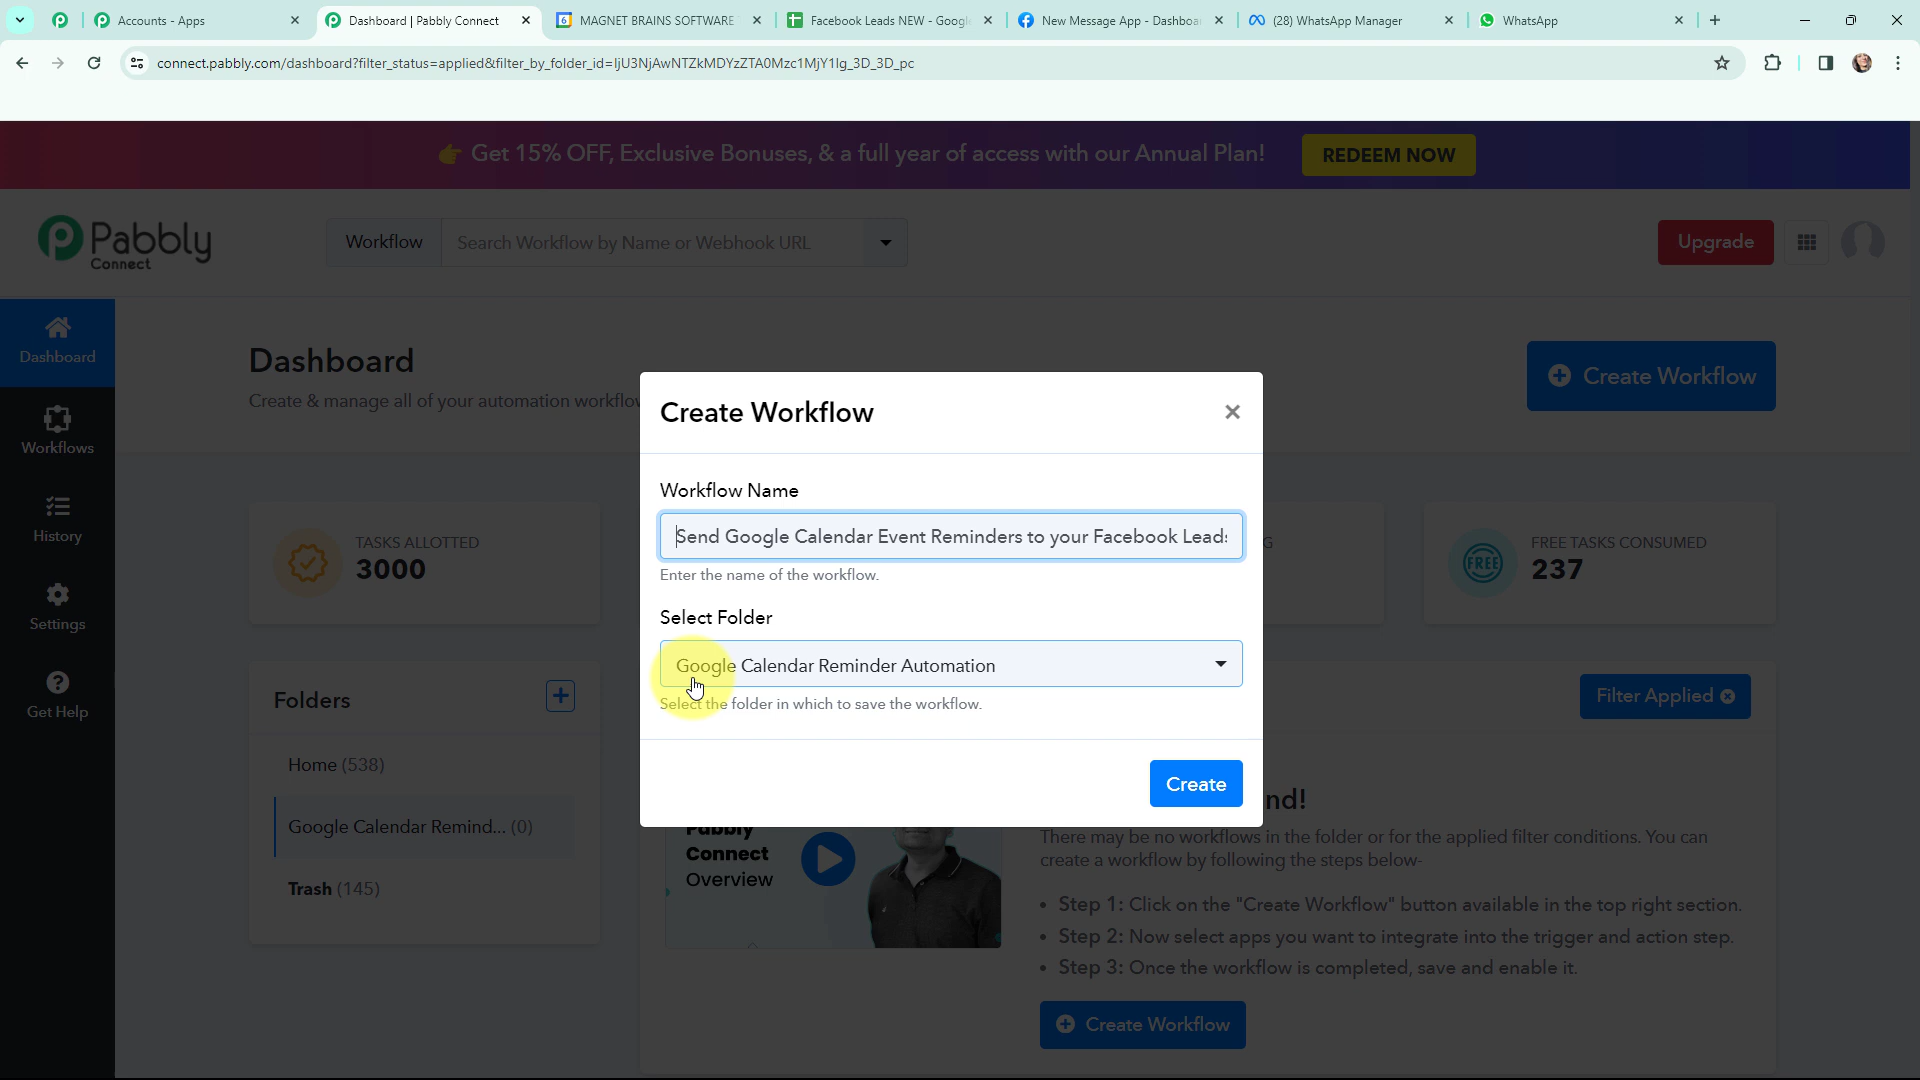 Accounts - Apps
Dashboard | Pabbly Connect
MAGNET BRAINS SOFTWARE
Facebook Leads NEW - Google
New Message App - Dashboa
(28) WhatsApp Manager
WhatsApp
connect.pabbly.com/dashboard?filter_status=applied&filter_by_folder_id=IjU3NjAwNTZkMDYzZTA0Mzc1MjY1Ig_3D_3D_pc
Get 15% OFF, Exclusive Bonuses, & a full year of access with our Annual Plan!
REDEEM NOW
Pabbly
Connect
Workflow
Search Workflow by Name or Webhook URL
Upgrade
Dashboard
Workflows
History
Settings
Get Help
Dashboard
Create & manage all of your automation workflow
Create Workflow
TASKS ALLOTTED
3000
G
FREE TASKS CONSUMED
FREE
237
Create Workflow
Workflow Name
Send Google Calendar Event Reminders to your Facebook Leads
Enter the name of the workflow.
Select Folder
Google Calendar Reminder Automation
Select the folder in which to save the workflow.
Create
Folders
Home (538)
Google Calendar Remind... (0)
Trash (145)
Filter Applied
nd!
Pabbly
Connect
Overview
There may be no workflows in the folder or for the applied filter conditions. You can
create a workflow by following the steps below-
• Step 1: Click on the "Create Workflow" button available in the top right section.
• Step 2: Now select apps you want to integrate into the trigger and action step.
• Step 3: Once the workflow is completed, save and enable it.
Create Workflow